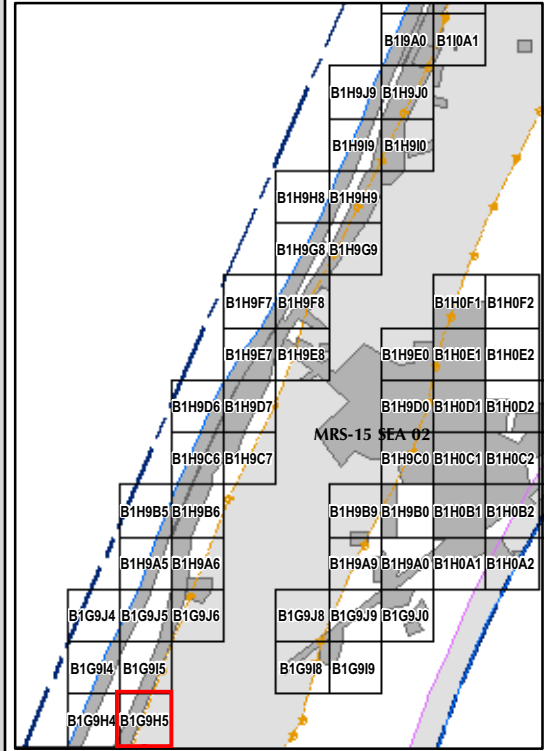 B1I9A0 B1I0A1
B1H9J9 B1H9J0
B1H9I9 B1H9I0
B1H9H8 B1H9H9
B1H9G8 B1H9G9
B1H9F7 B1H9F8 B1H0F1 B1H0F2
B1H9E7 B1H9E8 B1H9E0 B1H0E1 B1H0E2
B1H9D6 B1H9D7 B1H9D0 B1H0D1 B1H0D2
MRS-15 SEA 02
B1H9C6 B1H9C7 B1H9C0 B1H0C1 B1H0C2
B1H9B5 B1H9B6 B1H9B9 B1H9B0 B1H0B1 B1H0B2
B1H9A5 B1H9A6 B1H9A9 B1H9A0 B1H0A1 B1H0A2
B1G9J4 B1G9J5 B1G9J6 B1G9J8 B1G9J9 B1G9J0
B1G9I4 B1G9I5 B1G9I8 B1G9I9
B1G9H4 B1G9H5